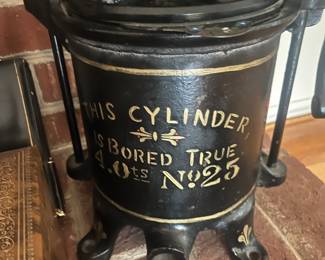 THIS CYLINDER
IS BORED TRUE
4.0ts No25